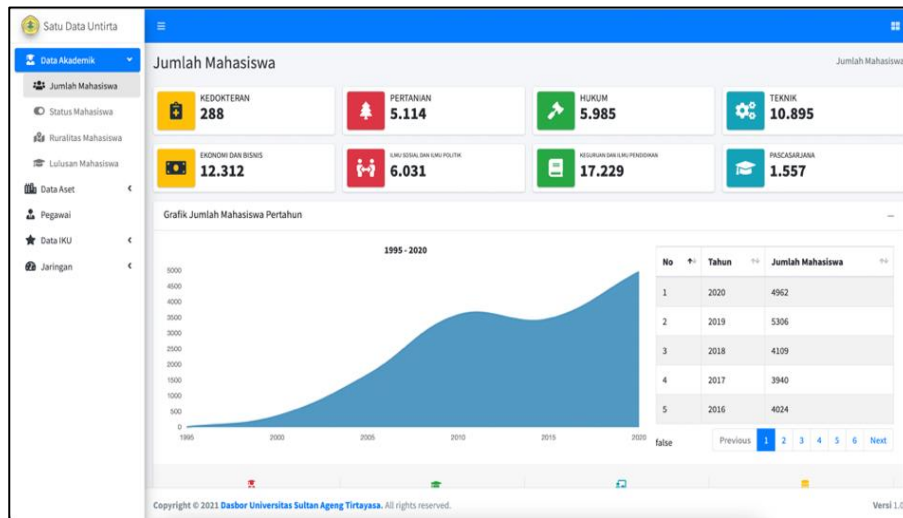 Satu Data Untirta
Data Akademik
Jumlah Mahasiswa
Status Mahasiswa
Ruralitas Mahasiswa
Lulusan Mahasiswa
Data Aset
Pegawai
Data IKU
Jaringan
Jumlah Mahasiswa
Jumlah Mahasiswa
KEDOKTERAN
288
PERTANIAN
5.114
HUKUM
5.985
TEKNIK
10.895
EKONOMI DAN BISNIS
12.312
ILMU SOSIAL DAN ILMU POLITIK
6.031
KEGURUAN DAN ILMU PENDIDIKAN
17.229
PASCASARJANA
1.557
Grafik Jumlah Mahasiswa Pertahun
1995 - 2020
5000
4500
4000
3500
3000
2500
2000
1500
1000
500
0
1995 2000 2005 2010 2015 2020
No Tahun Jumlah Mahasiswa
1 2020 4962
2 2019 5306
3 2018 4109
4 2017 3940
5 2016 4024
false
Previous 1 2 3 4 5 6 Next
Copyright © 2021 Dasbor Universitas Sultan Ageng Tirtayasa. All rights reserved.
Versi 1.0